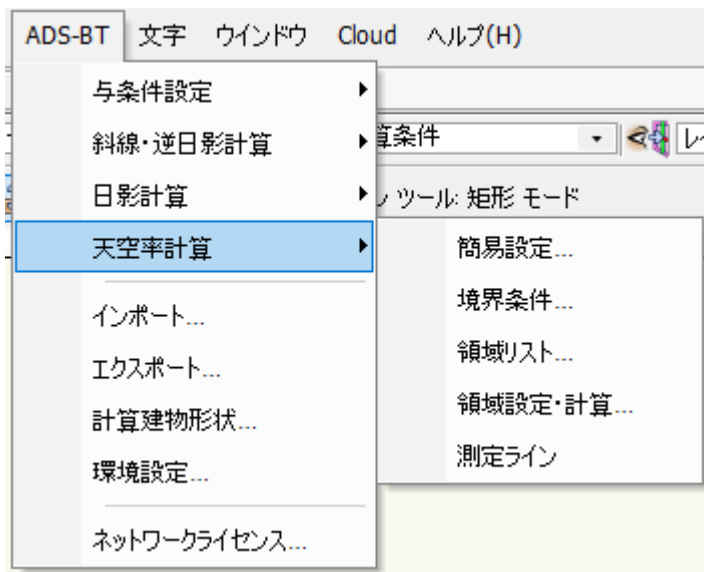 ADS-BT 文字 ウインドウ Cloud ヘルプ(H)
与条件設定
斜線・逆日影計算
算条件
日影計算
ツール: 矩形 モード
天空率計算
簡易設定...
境界条件...
領域リスト...
領域設定・計算...
測定ライン
インポート...
エクスポート...
計算建物形状...
環境設定...
ネットワークライセンス...